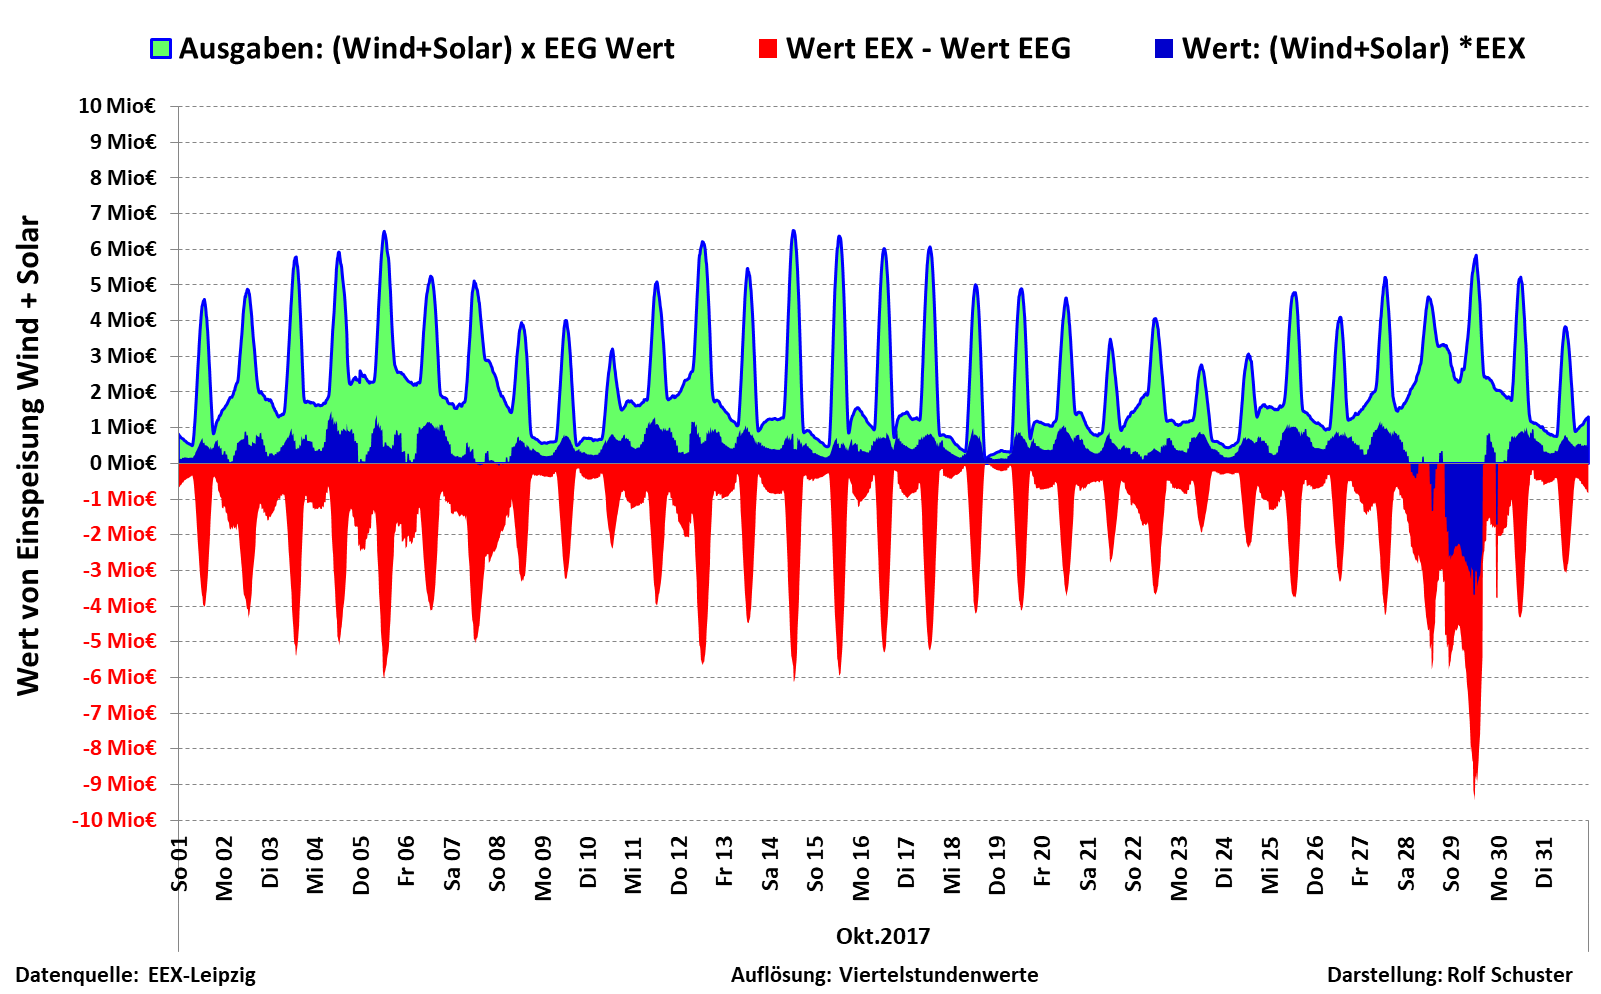 Ausgaben: (Wind+Solar) x EEG Wert
Wert EEX - Wert EEG
Wert: (Wind+Solar) *EEX
Wert von Einspeisung Wind + Solar
10 Mio€
9 Mio€
8 Mio€
7 Mio€
6 Mio€
5 Mio€
4 Mio€
3 Mio€
2 Mio€
1 Mio€
0 Mio€
-1 Mio€
-2 Mio€
-3 Mio€
-4 Mio€
-5 Mio€
-6 Mio€
-7 Mio€
-8 Mio€
-9 Mio€
-10 Mio€
So 01
Mo 02
Di 03
Mi 04
Do 05
Fr 06
Sa 07
So 08
Mo 09
Di 10
Mi 11
Do 12
Fr 13
Sa 14
So 15
Mo 16
Di 17
Mi 18
Do 19
Fr 20
Sa 21
So 22
Mo 23
Di 24
Mi 25
Do 26
Fr 27
Sa 28
So 29
Mo 30
Di 31
Okt.2017
Datenquelle: EEX-Leipzig
Auflösung: Viertelstundenwerte
Darstellung: Rolf Schuster